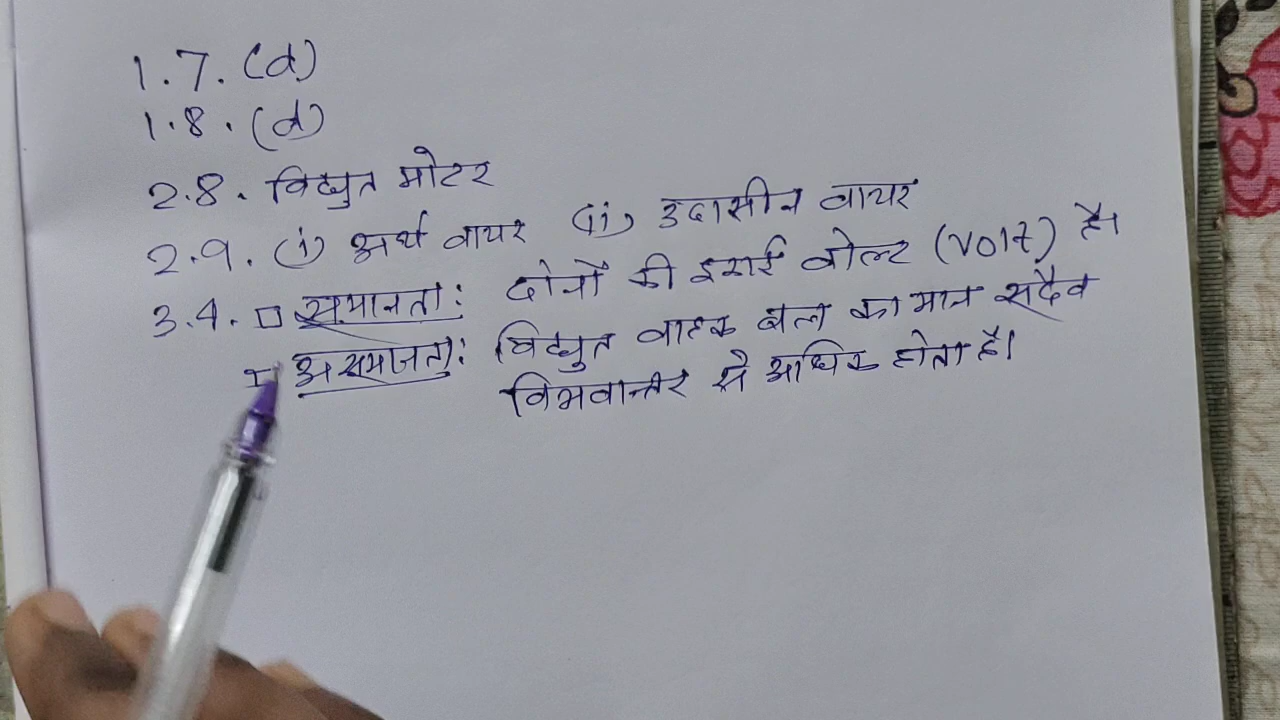 1.7. (d)
1.8. (d)
2.8. विद्युत मोटर
2.9. (i) अर्थ वायर (ii) उदासीन वायर
3.4. □ समानता: दोनों की इकाई वोल्ट (volt) है।
□ असमानता: विद्युत वाहक बल का मान सदैव
विभवान्तर से अधिक होता है।